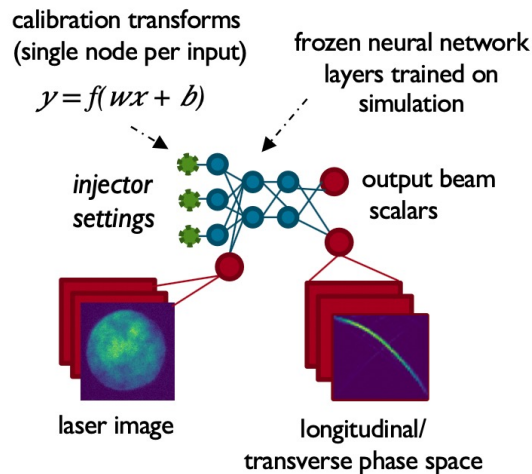 calibration transforms
(single node per input)
y = f(wx + b)
frozen neural network
layers trained on
simulation
injector
settings
output beam
scalars
laser image
longitudinal/
transverse phase space